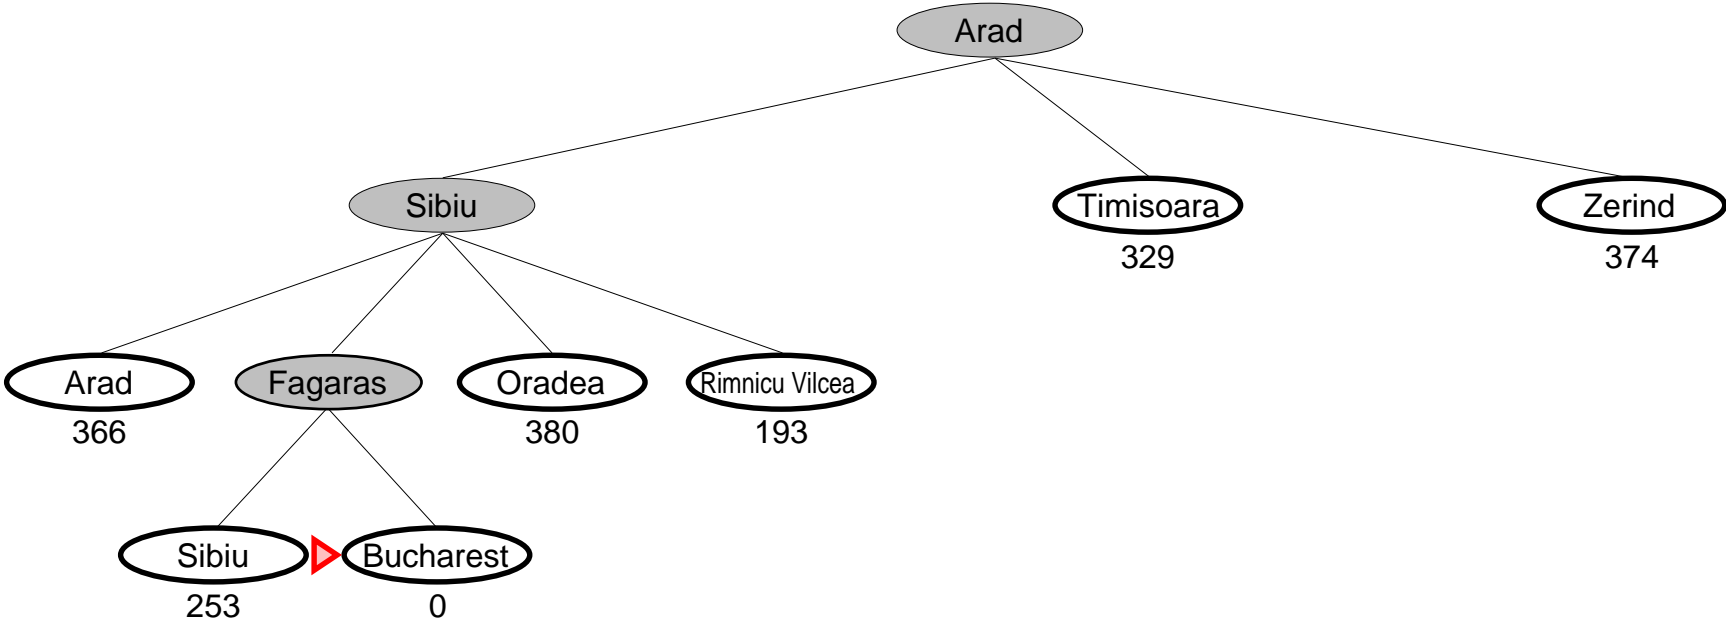 Arad
Sibiu
Timisoara
Zerind
329
374
Arad
Fagaras
Oradea
Rimnicu Vilcea
366
380
193
Sibiu
Bucharest
253
0